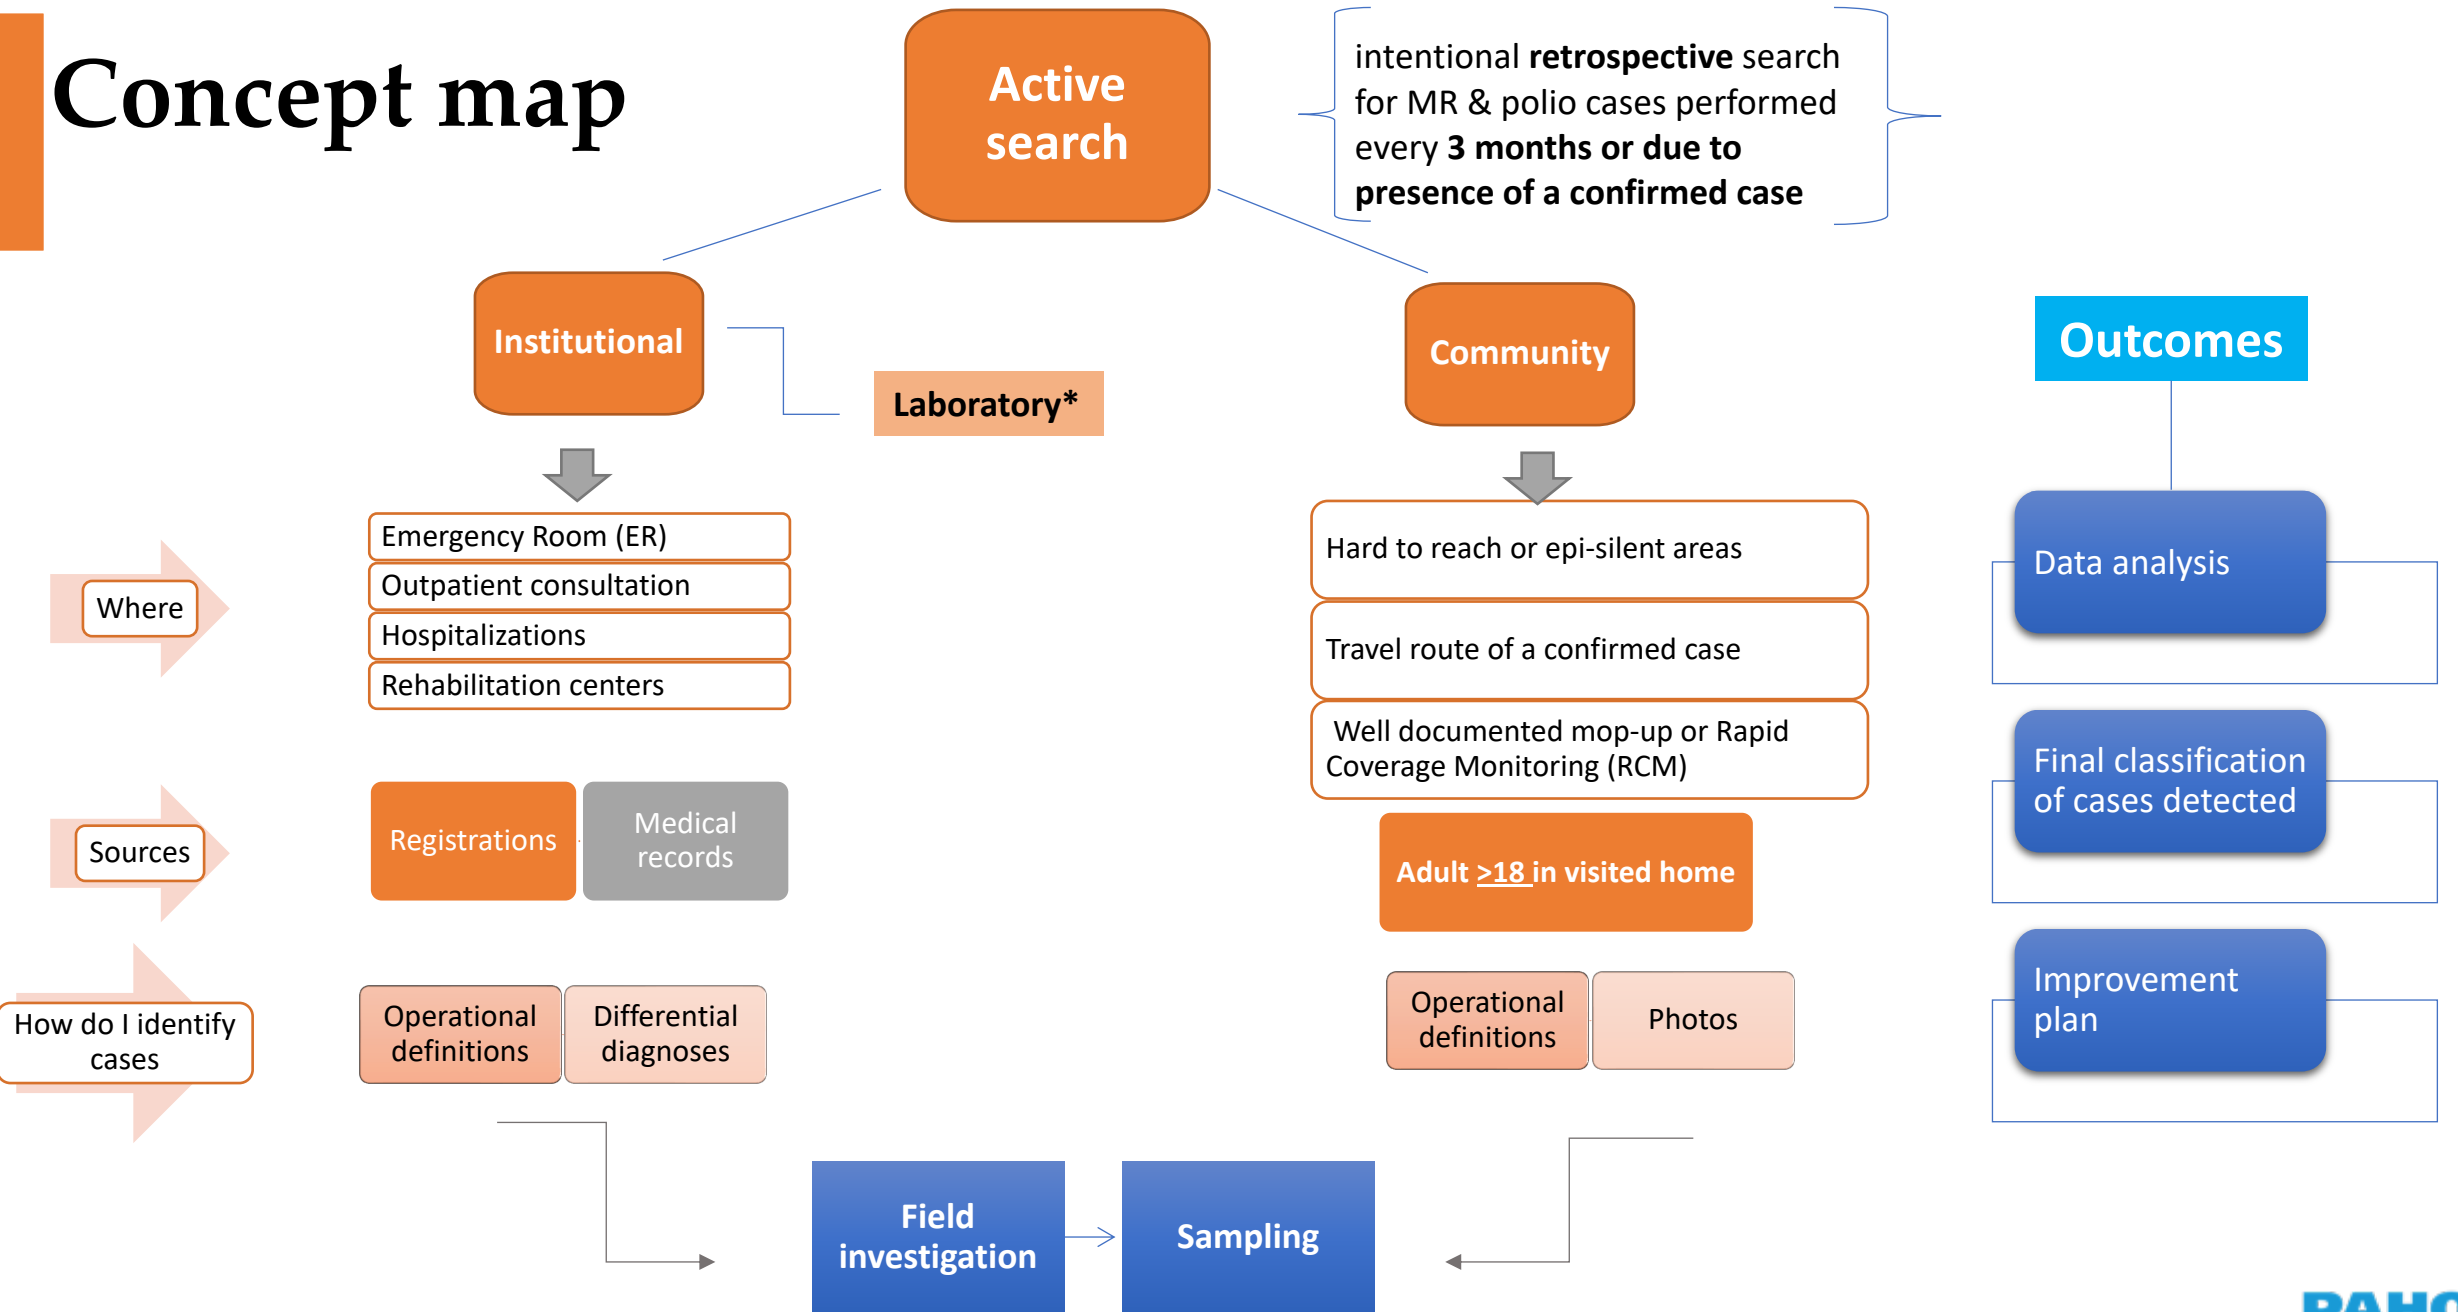 Concept map
Active
search
intentional retrospective search
for MR & polio cases performed
every 3 months or due to
presence of a confirmed case
Institutional
Laboratory*
Community
Outcomes
Where
Emergency Room (ER)
Outpatient consultation
Hospitalizations
Rehabilitation centers
Hard to reach or epi-silent areas
Travel route of a confirmed case
Well documented mop-up or Rapid
Coverage Monitoring (RCM)
Data analysis
Sources
Registrations
Medical
records
Adult >18 in visited home
Final classification
of cases detected
How do I identify
cases
Operational
definitions
Differential
diagnoses
Operational
definitions
Photos
Improvement
plan
Field
investigation
Sampling
PAHO